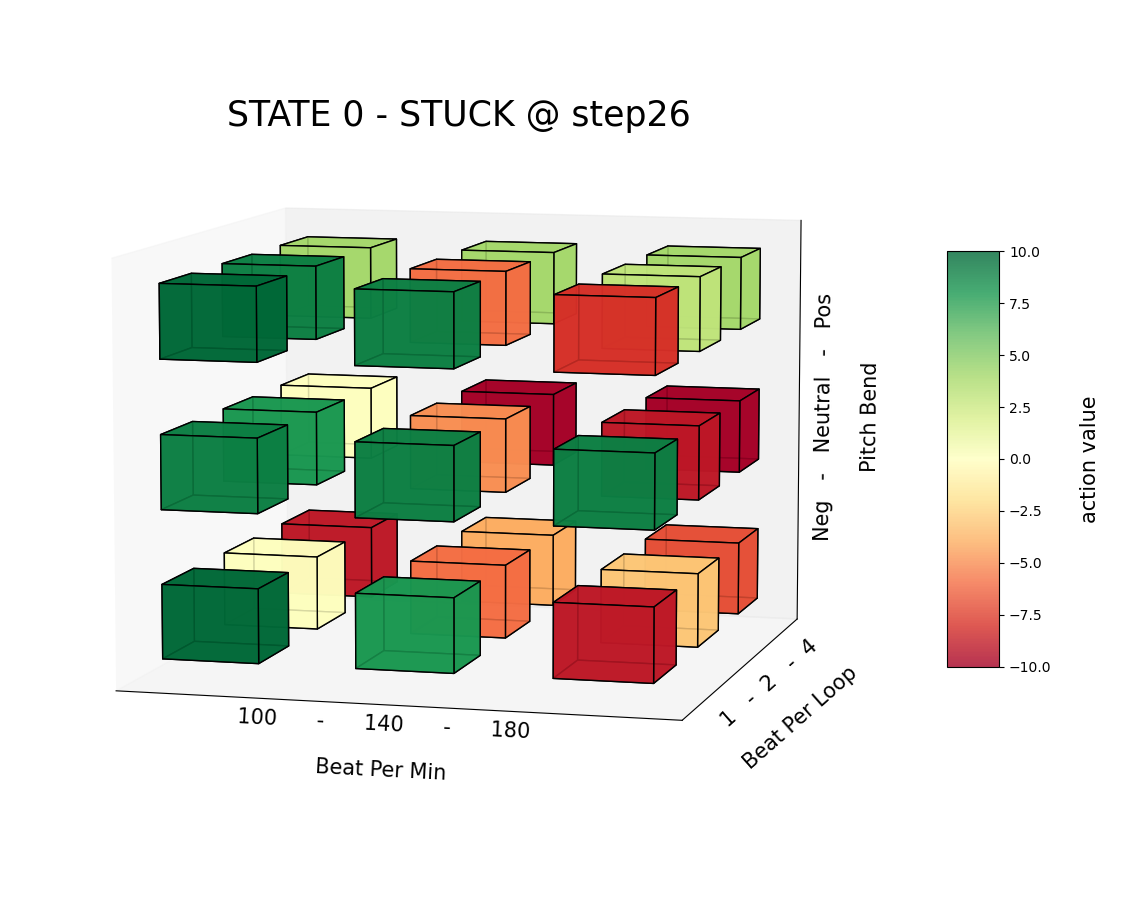 STATE 0 - STUCK @ step26
Neg - Neutral - Pos
Pitch Bend
100 - 140 - 180
Beat Per Min
1 - 2 - 4
Beat Per Loop
10.0
7.5
5.0
2.5
0.0
−2.5
−5.0
−7.5
−10.0
action value